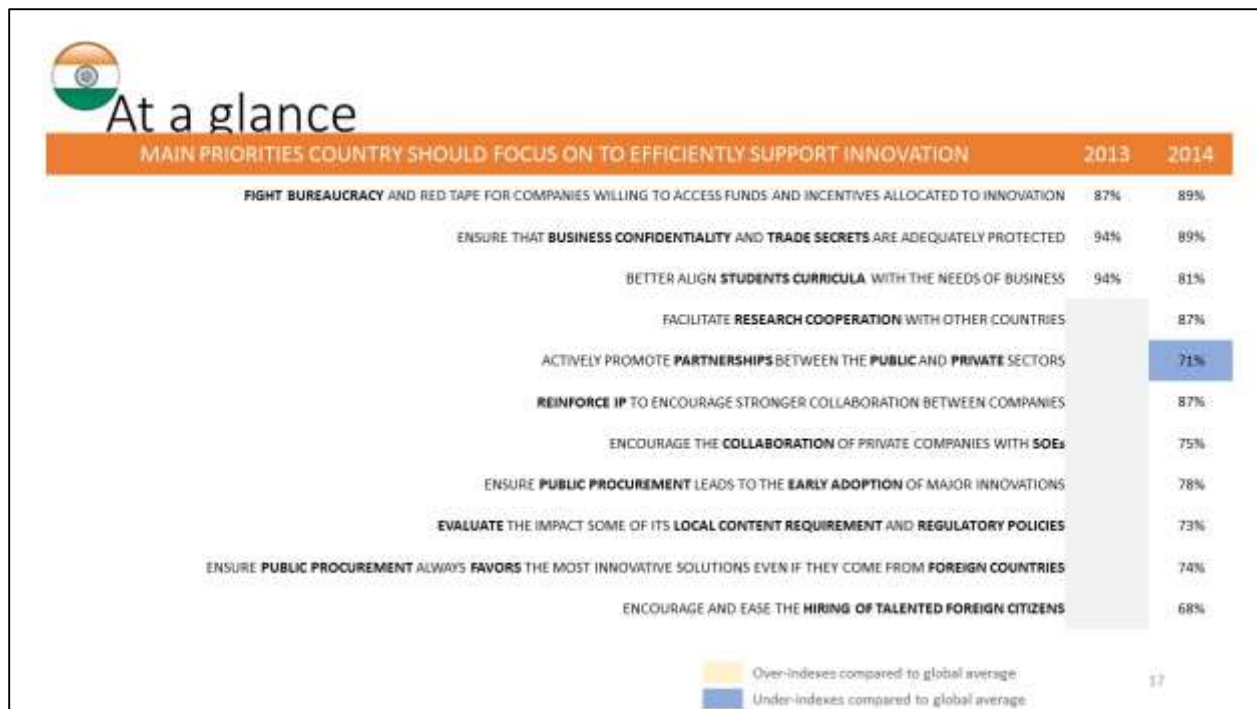 At a glance
MAIN PRIORITIES COUNTRY SHOULD FOCUS ON TO EFFICIENTLY SUPPORT INNOVATION 2013 2014
FIGHT BUREAUCRACY AND RED TAPE FOR COMPANIES WILLING TO ACCESS FUNDS AND INCENTIVES ALLOCATED TO INNOVATION 87% 89%
ENSURE THAT BUSINESS CONFIDENTIALITY AND TRADE SECRETS ARE ADEQUATELY PROTECTED 94% 89%
BETTER ALIGN STUDENTS CURRICULA WITH THE NEEDS OF BUSINESS 94% 81%
FACILITATE RESEARCH COOPERATION WITH OTHER COUNTRIES 87%
ACTIVELY PROMOTE PARTNERSHIPS BETWEEN THE PUBLIC AND PRIVATE SECTORS 71%
REINFORCE IP TO ENCOURAGE STRONGER COLLABORATION BETWEEN COMPANIES 87%
ENCOURAGE THE COLLABORATION OF PRIVATE COMPANIES WITH SOEs 75%
ENSURE PUBLIC PROCUREMENT LEADS TO THE EARLY ADOPTION OF MAJOR INNOVATIONS 78%
EVALUATE THE IMPACT SOME OF ITS LOCAL CONTENT REQUIREMENT AND REGULATORY POLICIES 73%
ENSURE PUBLIC PROCUREMENT ALWAYS FAVORS THE MOST INNOVATIVE SOLUTIONS EVEN IF THEY COME FROM FOREIGN COUNTRIES 74%
ENCOURAGE AND EASE THE HIRING OF TALENTED FOREIGN CITIZENS 68%
Over-indexes compared to global average
17
Under-indexes compared to global average